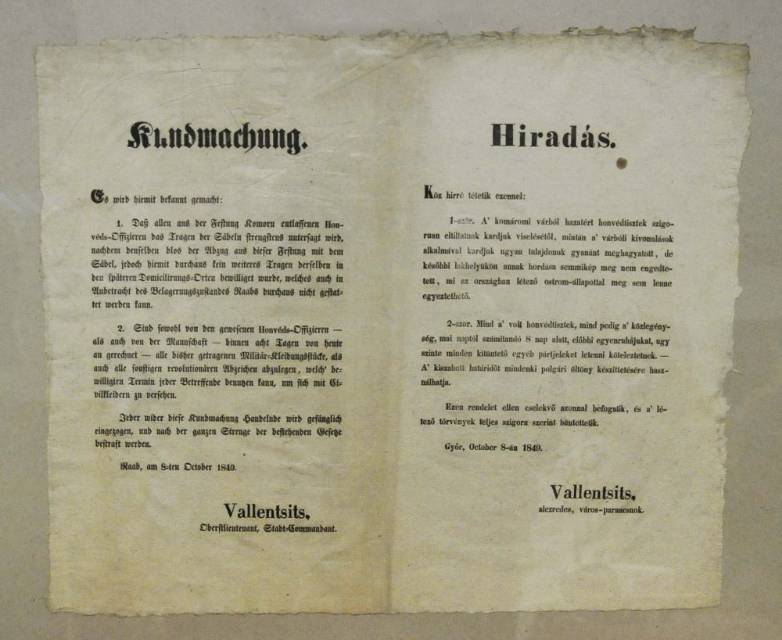 Kundmachung.
Es wird hiermit bekannt gemacht:
1. Daß allen aus der Festung Komorn entlassenen Hon-
véds-Offizieren das Tragen der Säbeln strengstens untersagt wird,
nachdem denselben blos der Abzug aus dieser Festung mit dem
Säbel, jedoch hiermit durchaus kein weiteres Tragen derselben in
den spätteren Domicilirungs-Orten bewilliget wurde, welches auch in
Anbetracht des Belagerungszustandes Raabs durchaus nicht gestat-
tet werden kann.
2. Sind sowohl von den gewesenen Honvéds-Offizieren —
als auch von der Mannschaft — binnen acht Tagen von heute
an gerechnet — alle bisher getragenen Militär-Kleidungsstücke, als
auch alle sonstigen revolutionären Abzeichen abzulegen, welch' be-
willigten Termin jeder Betreffende benutzen kann, um sich mit Ci-
vilkleidern zu versehen.
Jeder wider diese Kundmachung Handelnde wird gefänglich
eingezogen, und nach der ganzen Strenge der bestehenden Gesetze
bestraft werden.
Raab, am 8-ten October 1849.
Vallentsits,
Oberstlieutenant, Stadt-Commandant.
Hiradás.
Köz hirré tétetik ezennel:
1-ször. A' komáromi várból hazatért honvédtisztek szigo-
ruan eltiltatnak kardjuk viselésétől, miután a' várbóli kivonulások
alkalmával kardjok ugyan tulajdonuk gyanánt meghagyatott, de
későbbi lakhelyükön annak hordása semmikép meg nem engedte-
tett, mi az országban létező ostrom-állapottal meg sem lenne
egyeztethető.
2-szor. Mind a' volt honvédtisztek, mind pedig a' közlegény-
ség, mai naptól számitandó 8 nap alatt, előbbi egyenruhájukat, ugy
szinte minden kitüntető egyéb pártjeleket letenni köteleztetnek. —
A' kiszabott határidőt mindenki polgári öltöny készittetésére hasz-
nálhatja.
Ezen rendelet ellen cselekvő azonnal befogatik, és a' lé-
tező törvények teljes szigora szerint büntettetik.
Győr, October 8-án 1849.
Vallentsits,
alezredes, város-parancsnok.